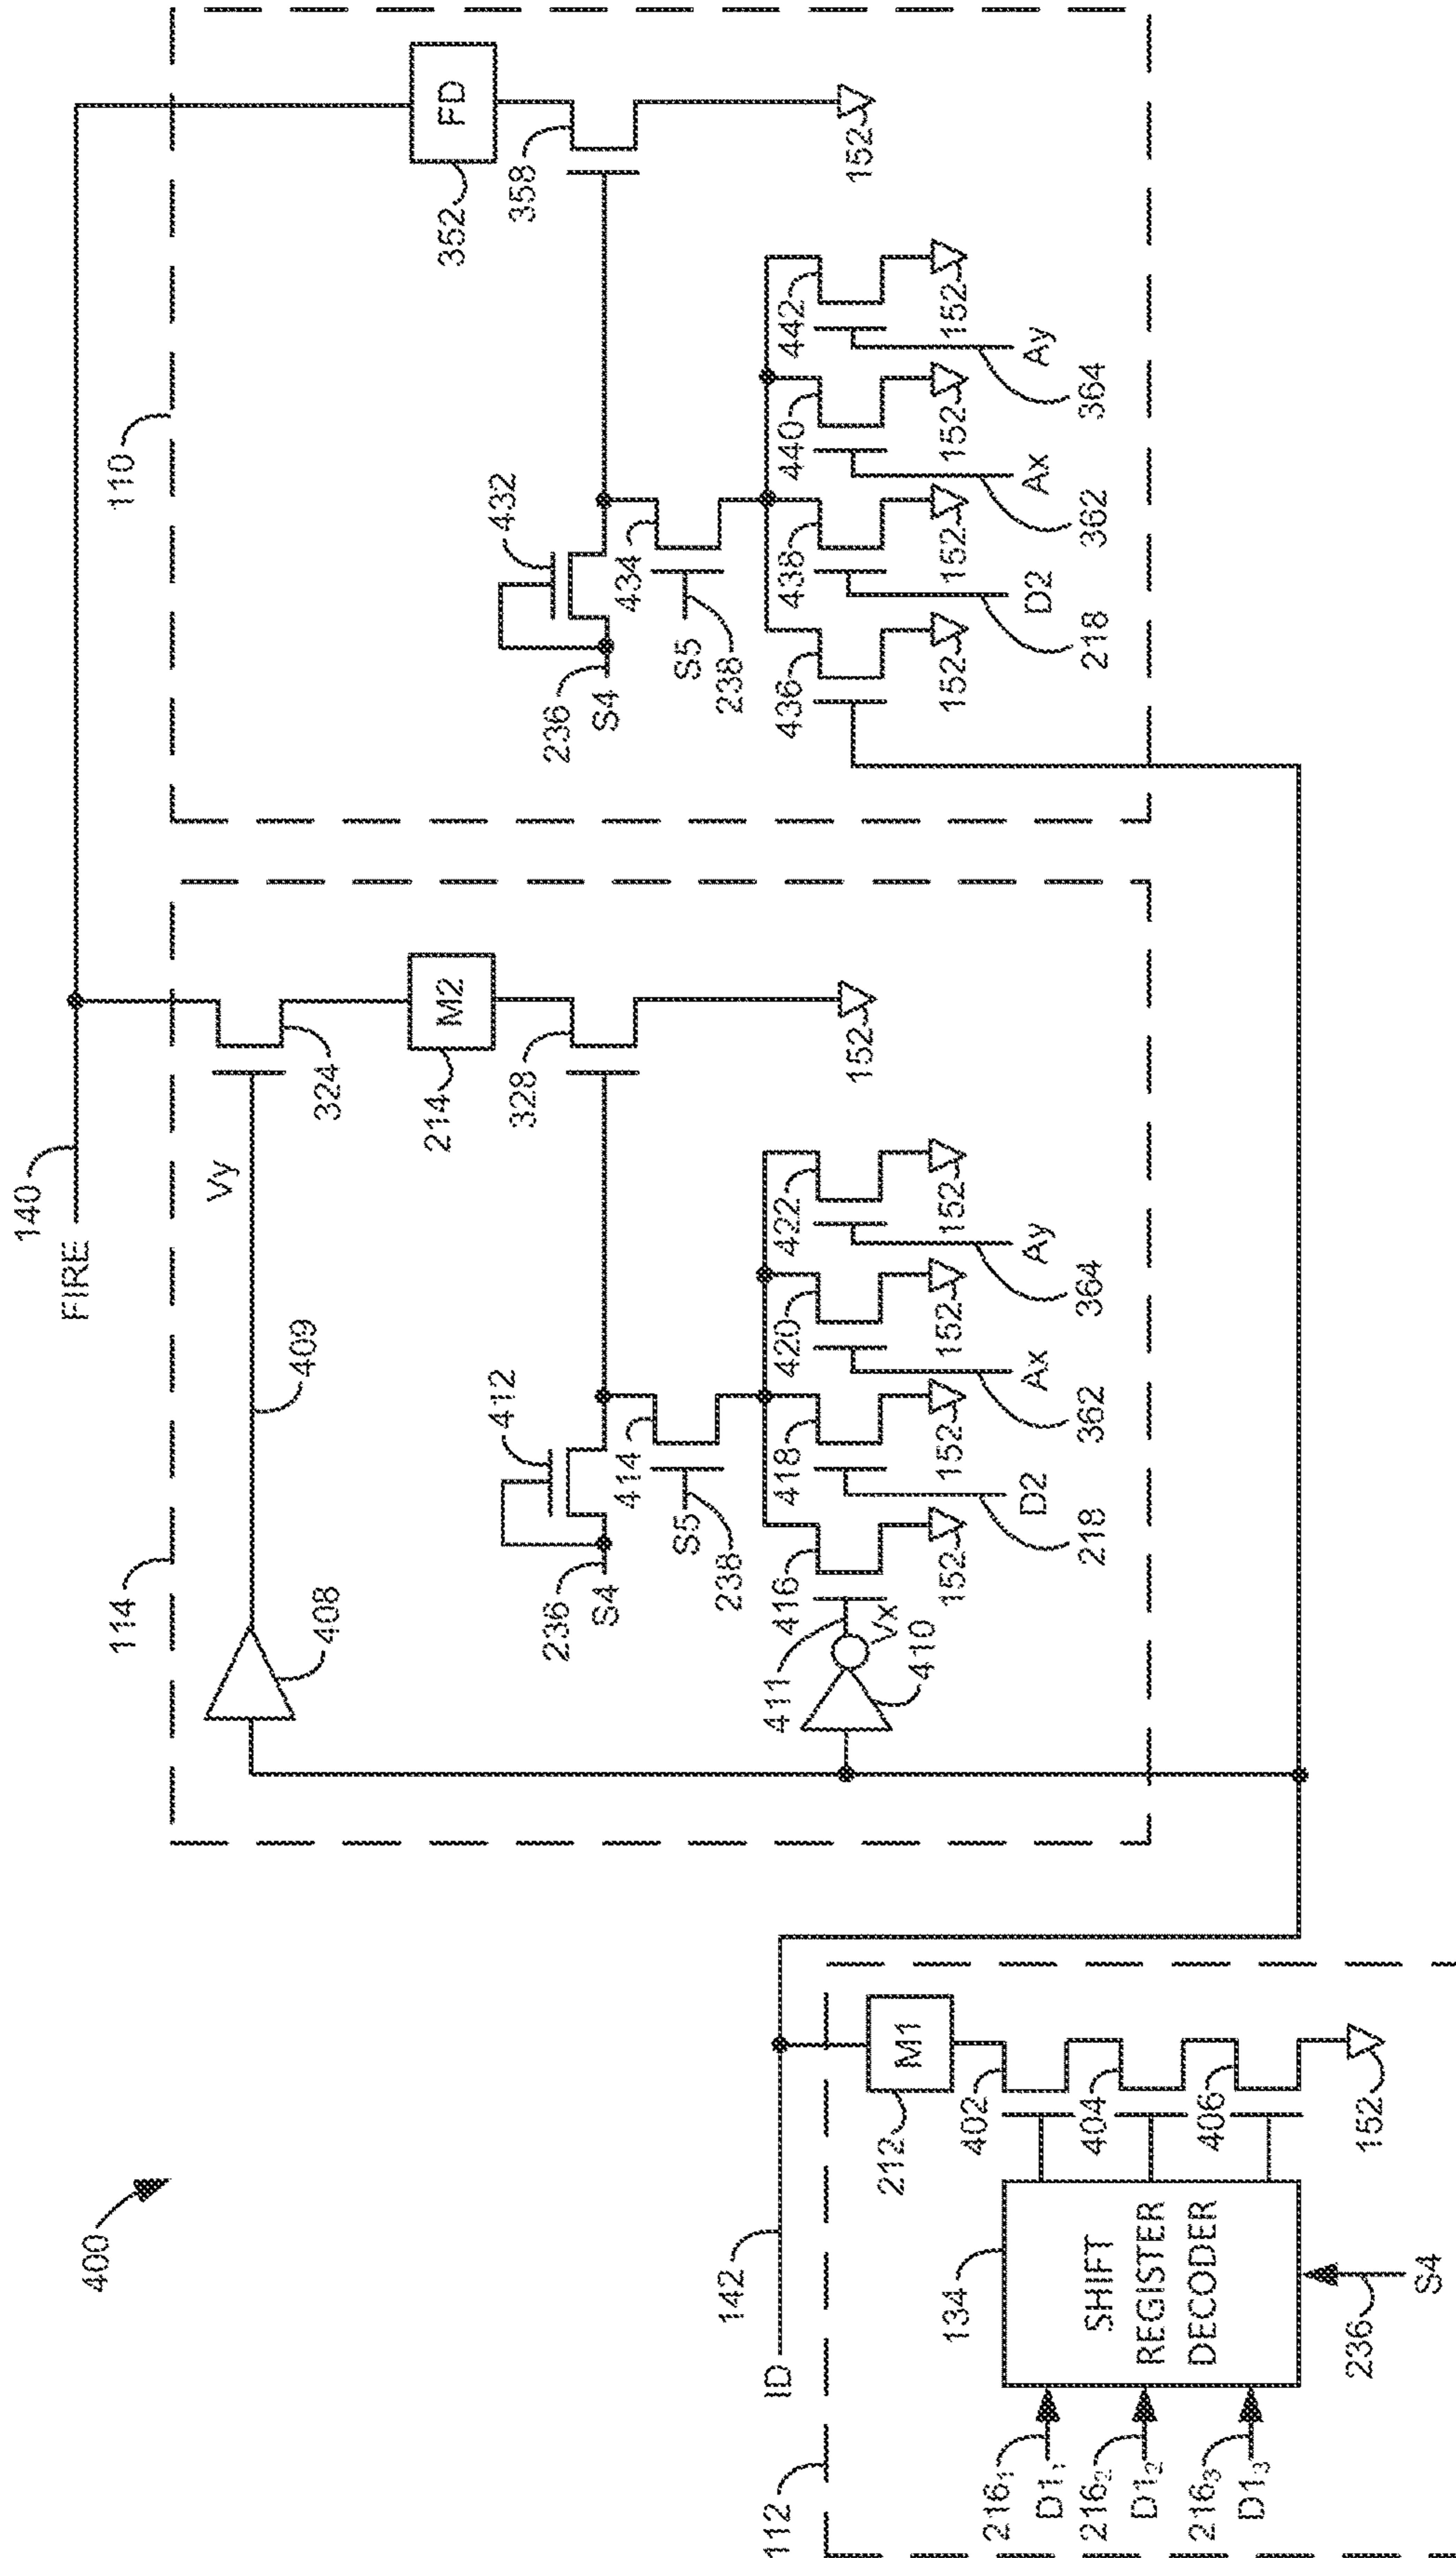 140
FIRE
400
114
110
Vy
409
408
324
214
M2
352
FD
412
432
328
358
236
236
S4
S4
414
434
S5
S5
142
238
238
ID
112
411
416
418
420
422
436
438
440
442
152
152
Vx
212
M1
410
134
402
152
152
152
152
152
152
152
152
216₁
D1₁
D2
Ax
Ay
D2
Ax
Ay
218
362
364
218
362
364
404
SHIFT
REGISTER
DECODER
216₂
D1₂
406
216₃
D1₃
236
152
S4